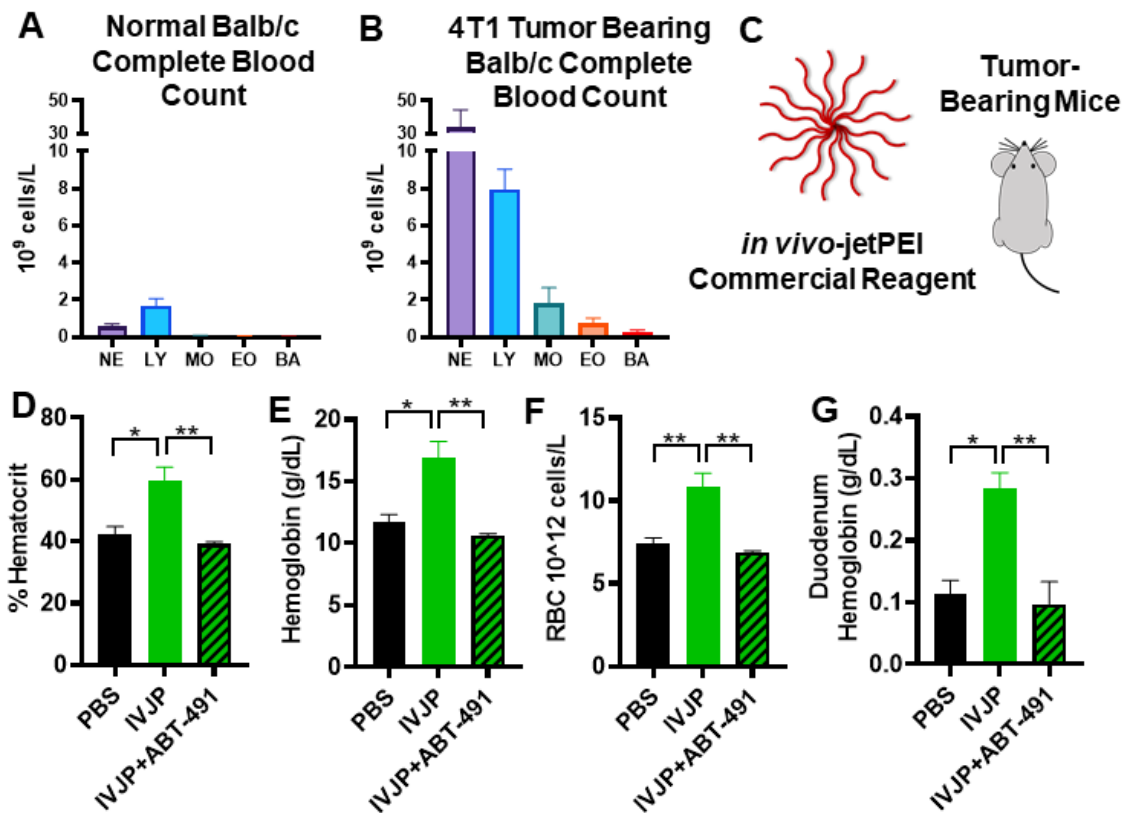 A
Normal Balb/c
Complete Blood
Count
10^9 cells/L
50
30
10
8
6
4
2
0
NE LY MO EO BA
B
4T1 Tumor Bearing
Balb/c Complete
Blood Count
10^9 cells/L
50
30
10
8
6
4
2
0
NE LY MO EO BA
C
Tumor-
Bearing Mice
in vivo-jetPEI
Commercial Reagent
D
% Hematocrit
80
60
40
20
0
* **
PBS
IVJP
IVJP+ABT-491
E
Hemoglobin (g/dL)
20
15
10
5
0
* **
PBS
IVJP
IVJP+ABT-491
F
RBC 10^12 cells/L
15
10
5
0
** **
PBS
IVJP
IVJP+ABT-491
G
Duodenum
Hemoglobin (g/dL)
0.4
0.3
0.2
0.1
0.0
* **
PBS
IVJP
IVJP+ABT-491